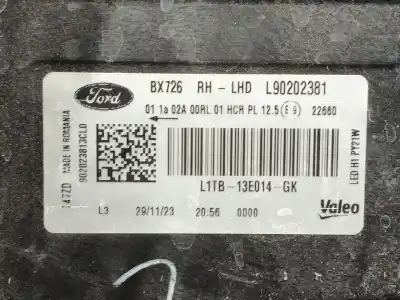 Ford
BX726 RH-LHD L90202381
01 1a 02A 00RL 01 HCR PL 12.5 E9 22660
L1TB-13E014-GK
L3 29/11/23 20:56 0000
Valeo
MADE IN ROMANIA
LED H1 PY21W